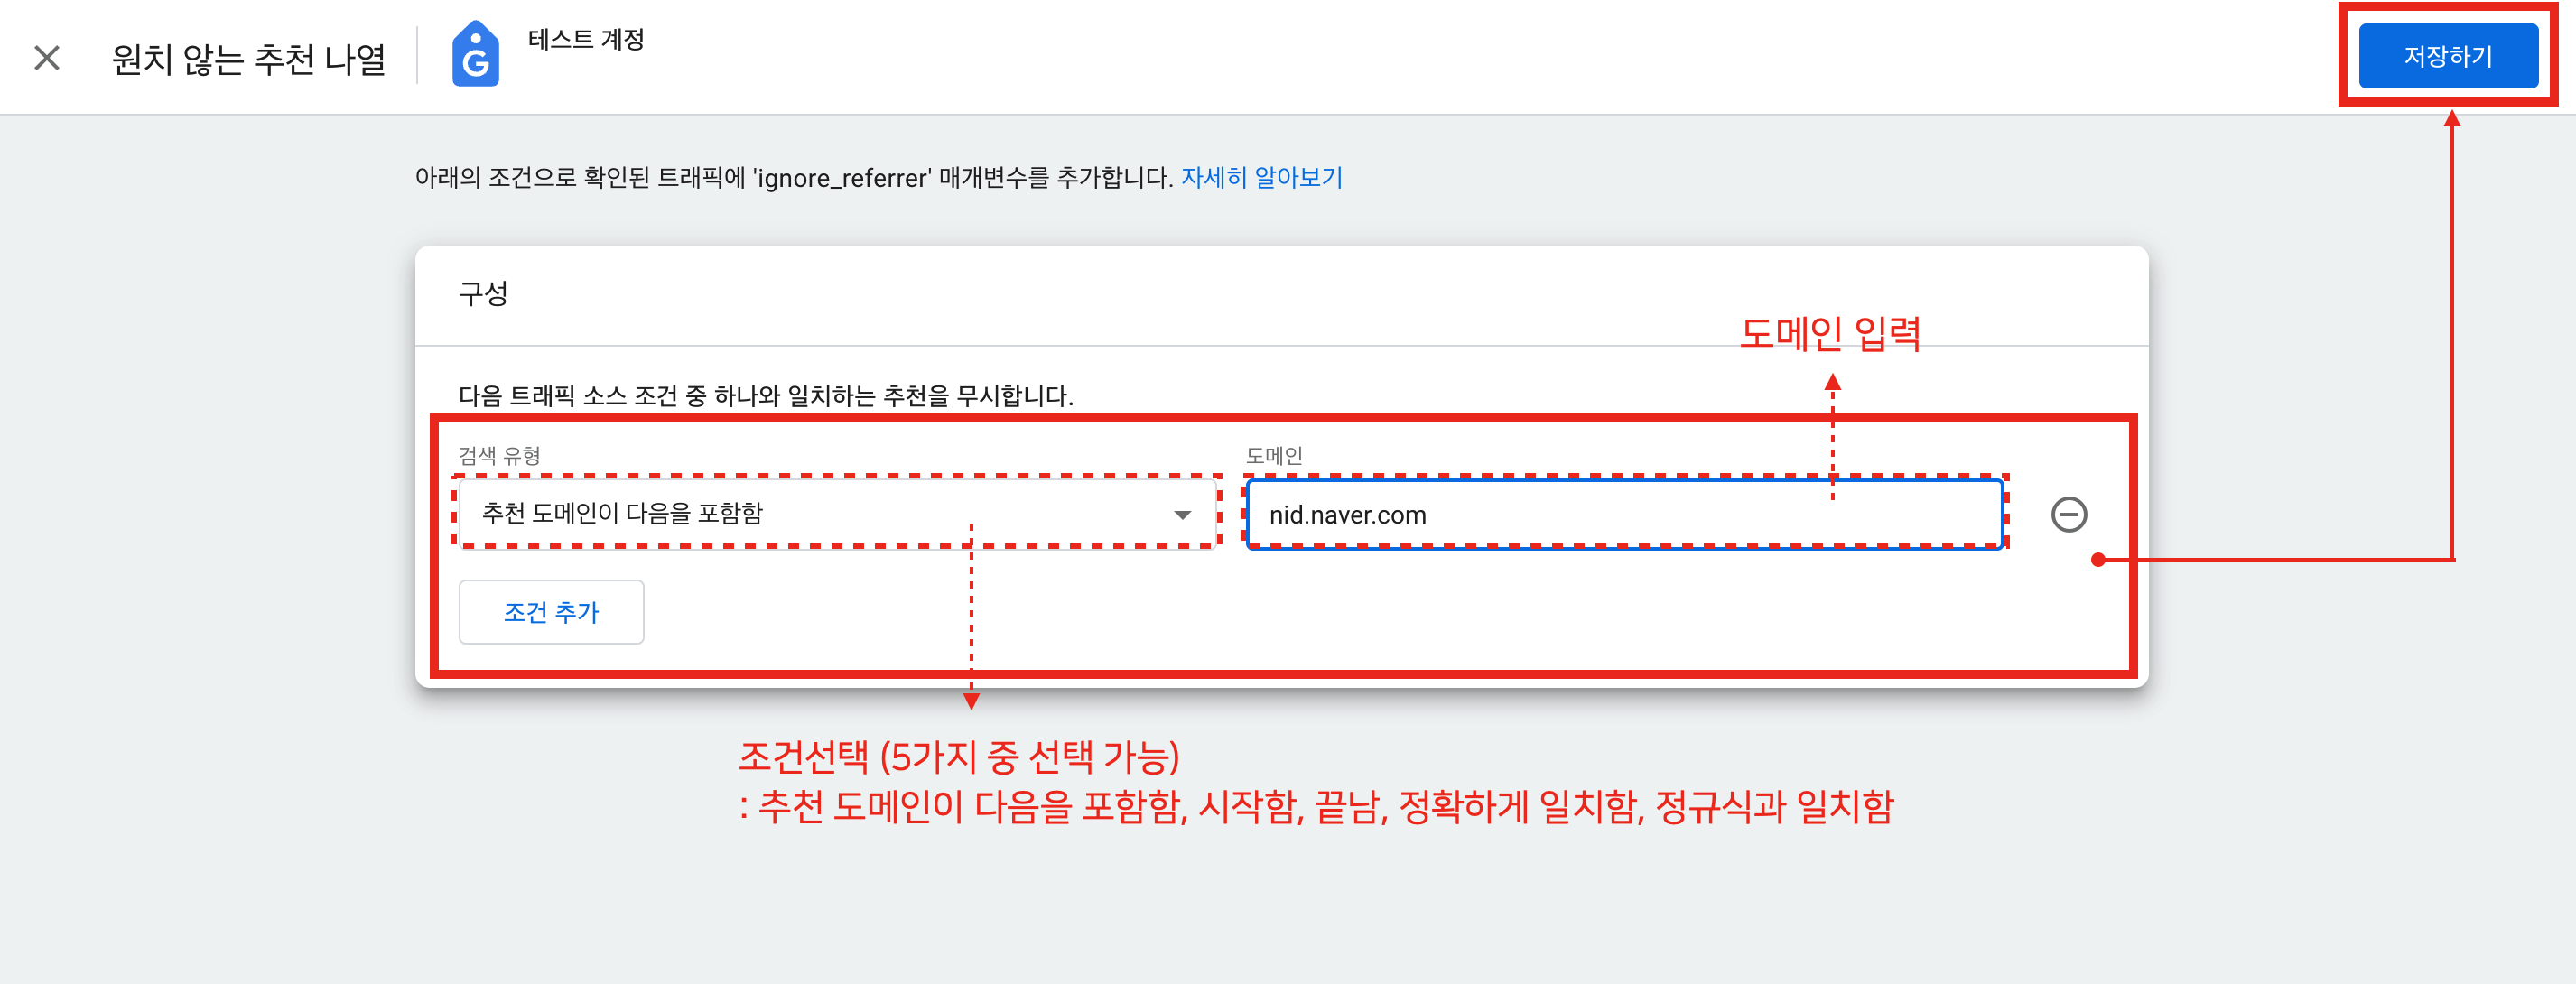 원치 않는 추천 나열
테스트 계정
저장하기
아래의 조건으로 확인된 트래픽에 'ignore_referrer' 매개변수를 추가합니다. 자세히 알아보기
구성
도메인 입력
다음 트래픽 소스 조건 중 하나와 일치하는 추천을 무시합니다.
검색 유형
도메인
추천 도메인이 다음을 포함함
nid.naver.com
조건 추가
조건선택 (5가지 중 선택 가능)
: 추천 도메인이 다음을 포함함, 시작함, 끝남, 정확하게 일치함, 정규식과 일치함